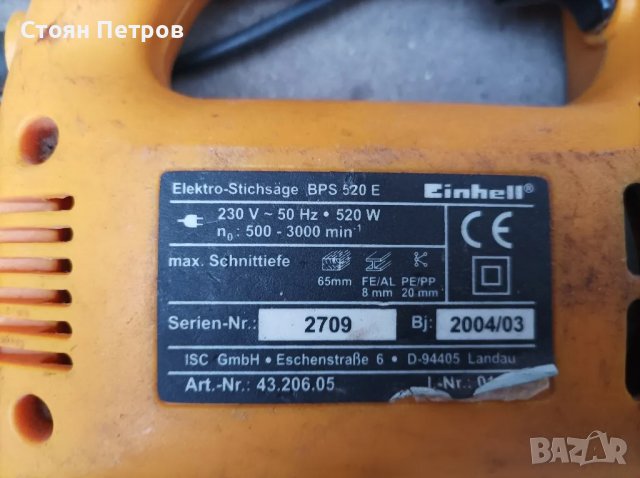 Стоян Петров
Elektro-Stichsäge BPS 520 E
Einhell®
230 V ~ 50 Hz • 520 W
n₀: 500 - 3000 min⁻¹
CE
max. Schnittiefe
65mm FE/AL PE/PP
8 mm 20 mm
Serien-Nr.: 2709 Bj: 2004/03
ISC GmbH • Eschenstraße 6 • D-94405 Landau
Art.-Nr.: 43.206.05 I.-Nr.:
BAZAR